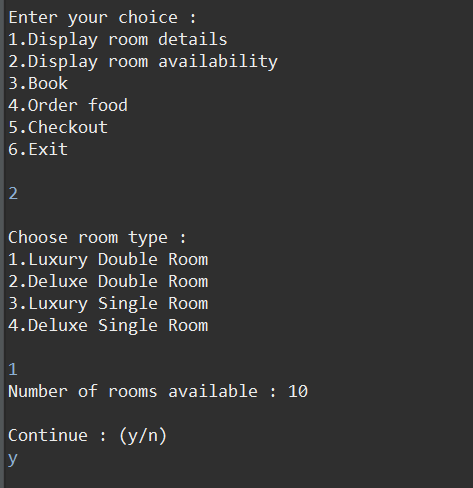 Enter your choice :
1.Display room details
2.Display room availability
3.Book
4.Order food
5.Checkout
6.Exit
2
Choose room type :
1.Luxury Double Room
2.Deluxe Double Room
3.Luxury Single Room
4.Deluxe Single Room
1
Number of rooms available : 10
Continue : (y/n)
y